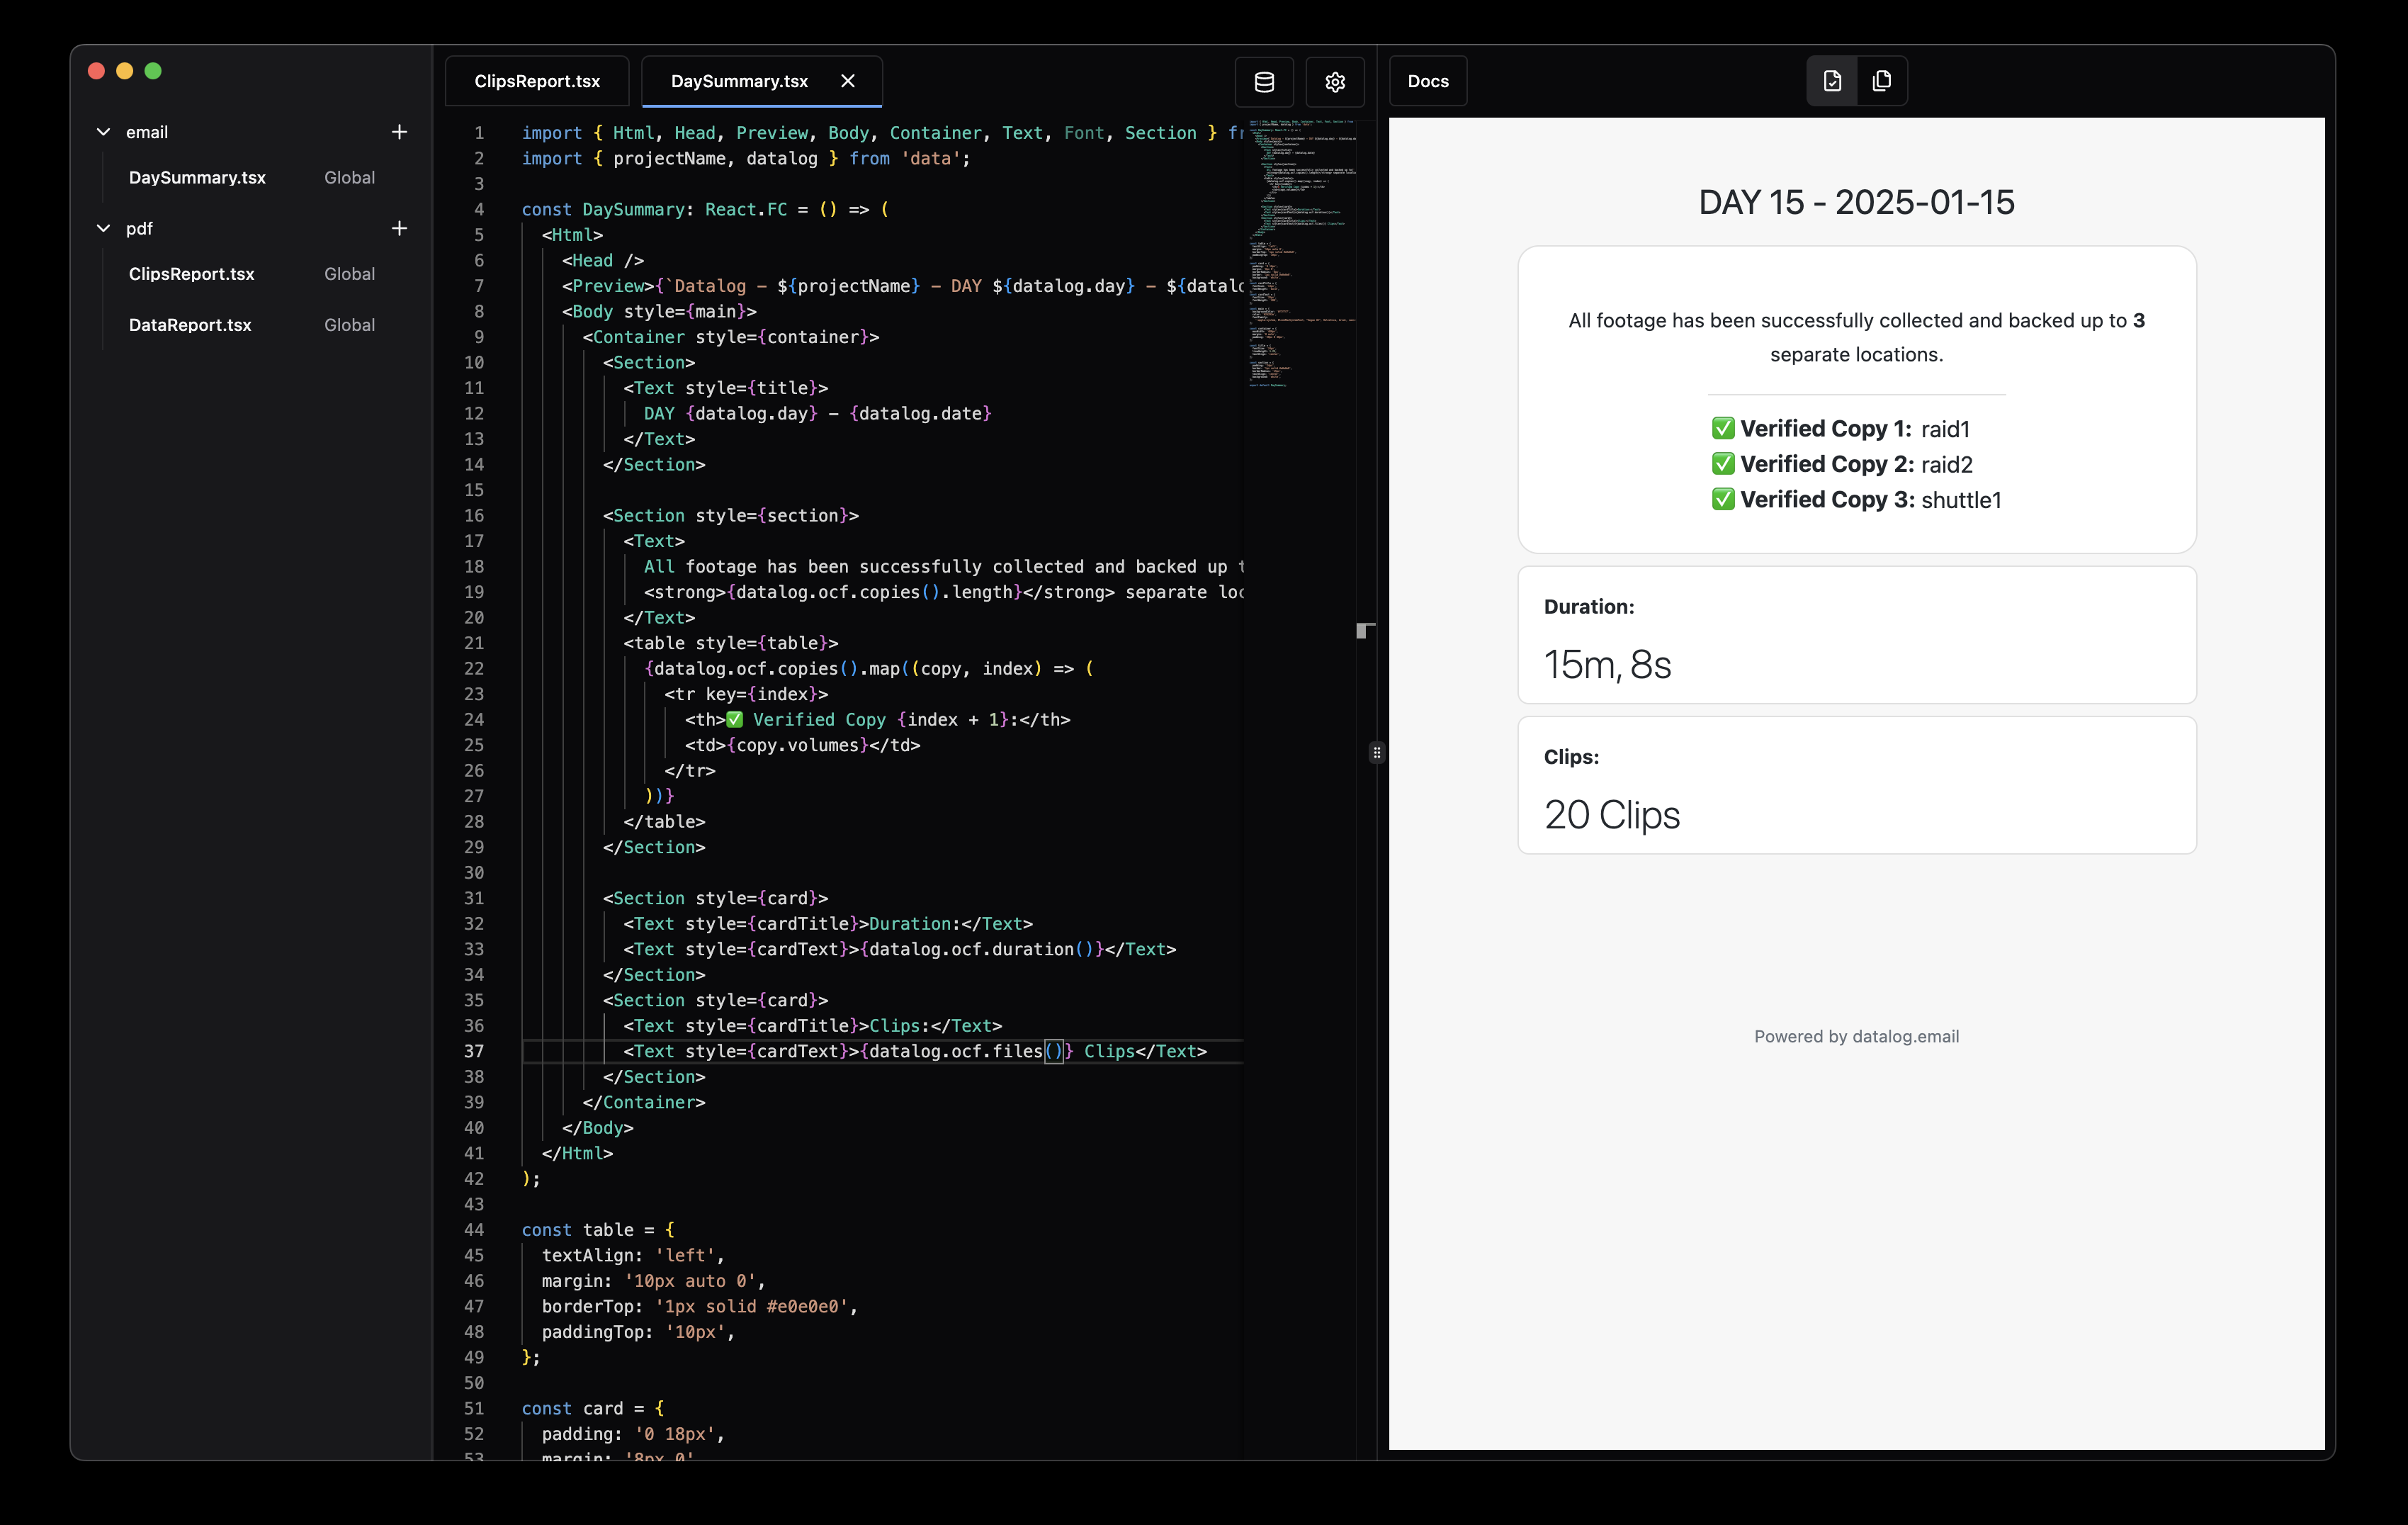 email
DaySummary.tsx Global
pdf
ClipsReport.tsx Global
DataReport.tsx Global
ClipsReport.tsx DaySummary.tsx
1 import { Html, Head, Preview, Body, Container, Text, Font, Section } fr
2 import { projectName, datalog } from 'data';
3
4 const DaySummary: React.FC = () => (
5 <Html>
6 <Head />
7 <Preview>{`Datalog - ${projectName} - DAY ${datalog.day} - ${datalo
8 <Body style={main}>
9 <Container style={container}>
10 <Section>
11 <Text style={title}>
12 DAY {datalog.day} - {datalog.date}
13 </Text>
14 </Section>
15
16 <Section style={section}>
17 <Text>
18 All footage has been successfully collected and backed up t
19 <strong>{datalog.ocf.copies().length}</strong> separate loc
20 </Text>
21 <table style={table}>
22 {datalog.ocf.copies().map((copy, index) => (
23 <tr key={index}>
24 <th>✅ Verified Copy {index + 1}:</th>
25 <td>{copy.volumes}</td>
26 </tr>
27 ))}
28 </table>
29 </Section>
30
31 <Section style={card}>
32 <Text style={cardTitle}>Duration:</Text>
33 <Text style={cardText}>{datalog.ocf.duration()}</Text>
34 </Section>
35 <Section style={card}>
36 <Text style={cardTitle}>Clips:</Text>
37 <Text style={cardText}>{datalog.ocf.files()} Clips</Text>
38 </Section>
39 </Container>
40 </Body>
41 </Html>
42 );
43
44 const table = {
45 textAlign: 'left',
46 margin: '10px auto 0',
47 borderTop: '1px solid #e0e0e0',
48 paddingTop: '10px',
49 };
50
51 const card = {
52 padding: '0 18px',
53 margin: '8px 0'
Docs
DAY 15 - 2025-01-15
All footage has been successfully collected and backed up to 3
separate locations.
✅ Verified Copy 1: raid1
✅ Verified Copy 2: raid2
✅ Verified Copy 3: shuttle1
Duration:
15m, 8s
Clips:
20 Clips
Powered by datalog.email